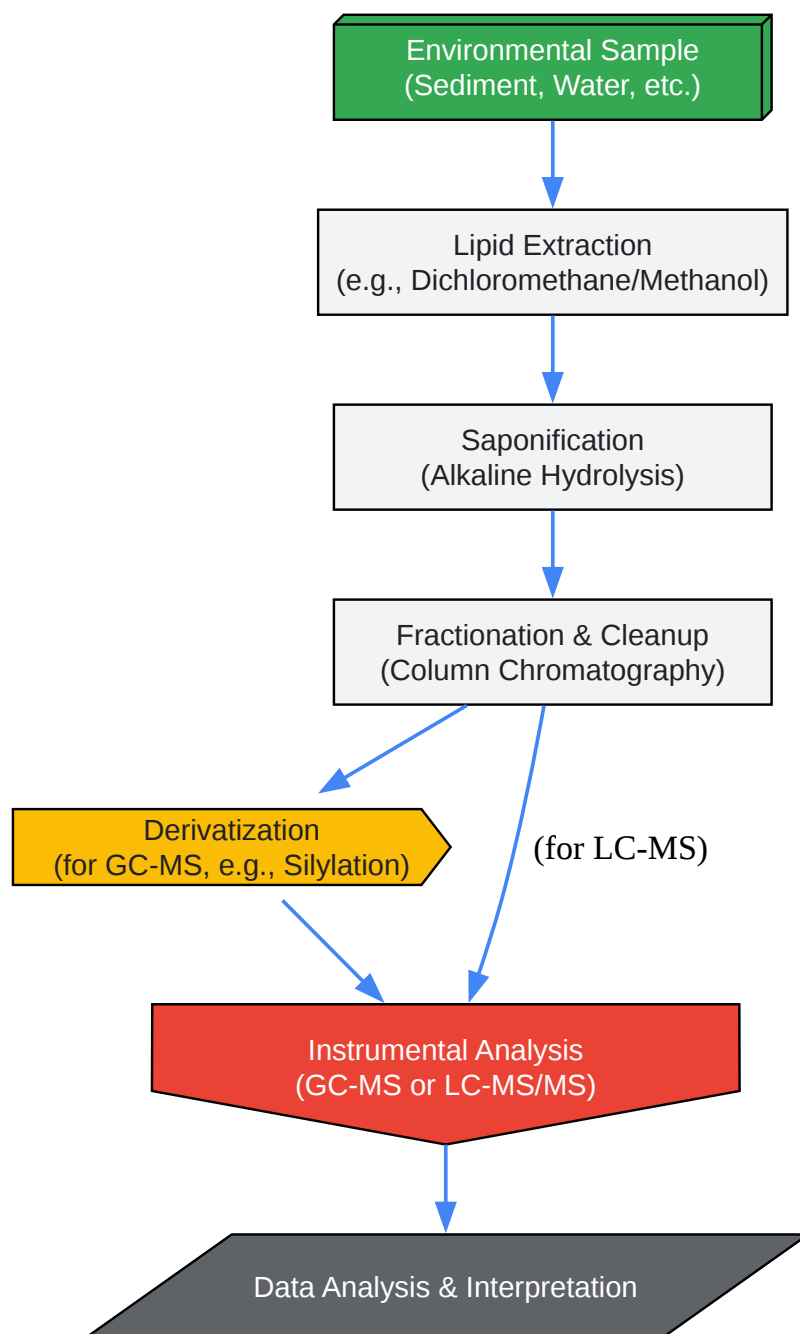 Environmental Sample
(Sediment, Water, etc.)
Lipid Extraction
(e.g., Dichloromethane/Methanol)
Saponification
(Alkaline Hydrolysis)
Fractionation & Cleanup
(Column Chromatography)
Derivatization
(for GC-MS, e.g., Silylation)
(for LC-MS)
Instrumental Analysis
(GC-MS or LC-MS/MS)
Data Analysis & Interpretation